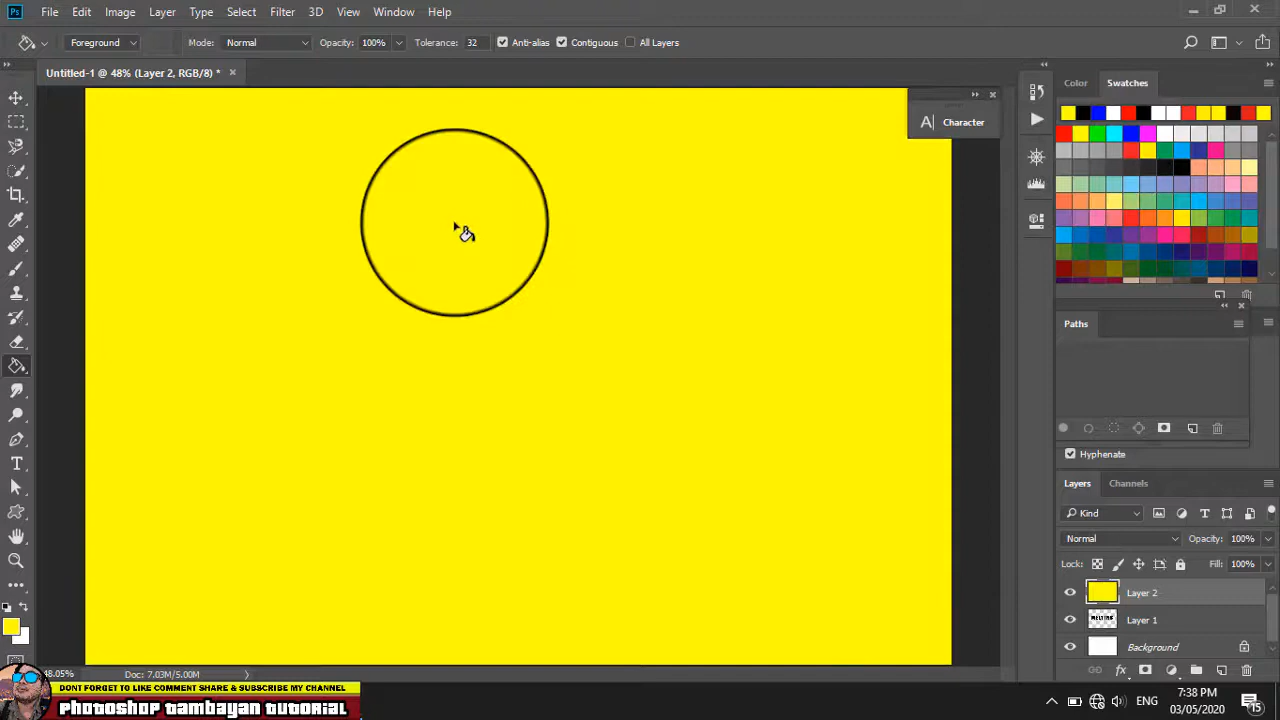 Ps File Edit Image Layer Type Select Filter 3D View Window Help
Foreground Mode: Normal Opacity: 100% Tolerance: 32 Anti-alias Contiguous All Layers
Untitled-1 @ 48% (Layer 2, RGB/8) *
Color Swatches
A Character
Paths
Hyphenate
Layers Channels
Kind
Normal Opacity: 100%
Lock: Fill: 100%
Layer 2
MELTING Layer 1
Background
48.05% Doc: 7.03M/5.00M
DONT FORGET TO LIKE COMMENT SHARE & SUBSCRIBE MY CHANNEL
PHOTOSHOP TAMBAYAN TUTORIAL
ENG 7:38 PM
03/05/2020 15